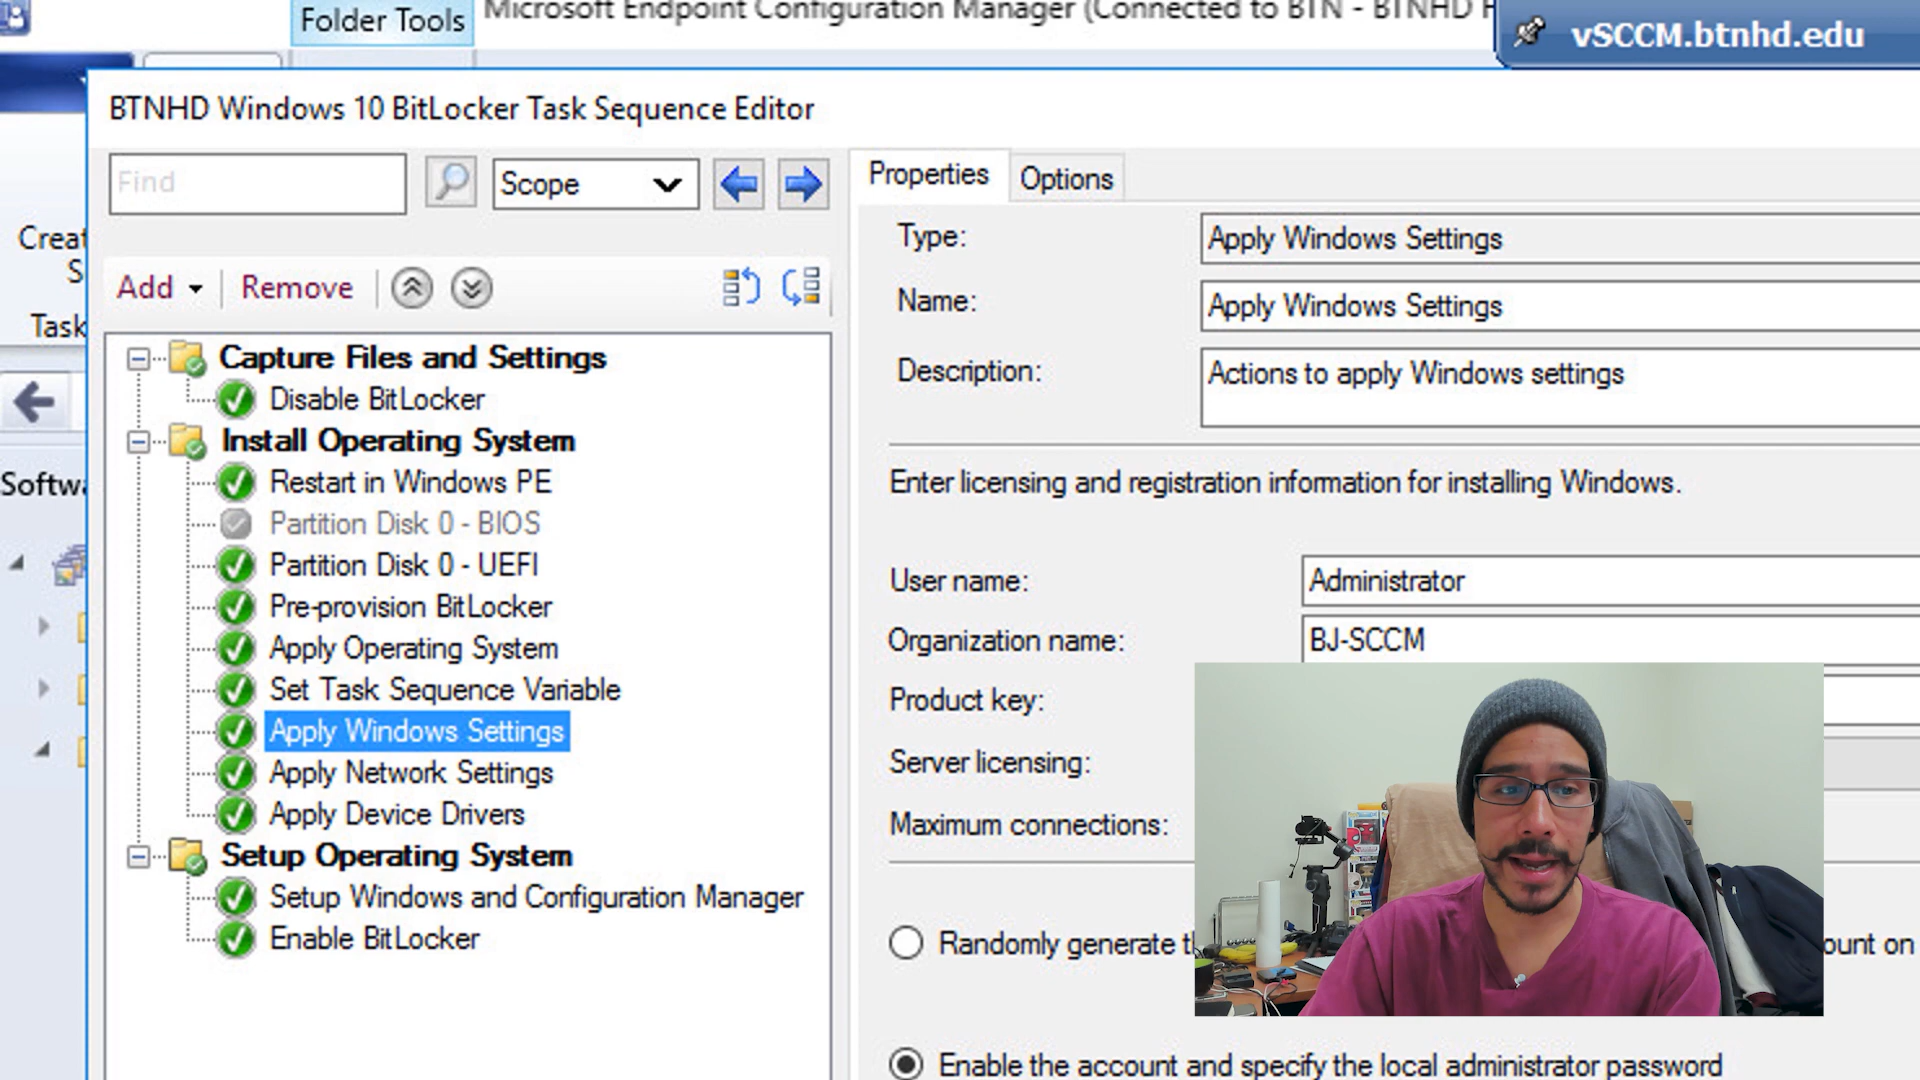 Folder Tools
Microsoft Endpoint Configuration Manager (Connected to BTN - BTNHD
vSCCM.btnhd.edu
BTNHD Windows 10 BitLocker Task Sequence Editor
Find
Scope
Properties
Options
Type:
Apply Windows Settings
Add
Remove
Name:
Apply Windows Settings
Task
Description:
Actions to apply Windows settings
Capture Files and Settings
Disable BitLocker
Install Operating System
Restart in Windows PE
Partition Disk 0 - BIOS
Partition Disk 0 - UEFI
Pre-provision BitLocker
Apply Operating System
Set Task Sequence Variable
Apply Windows Settings
Apply Network Settings
Apply Device Drivers
Setup Operating System
Setup Windows and Configuration Manager
Enable BitLocker
Enter licensing and registration information for installing Windows.
User name:
Administrator
Organization name:
BJ-SCCM
Product key:
Server licensing:
Maximum connections:
Randomly generate
on
Enable the account and specify the local administrator password